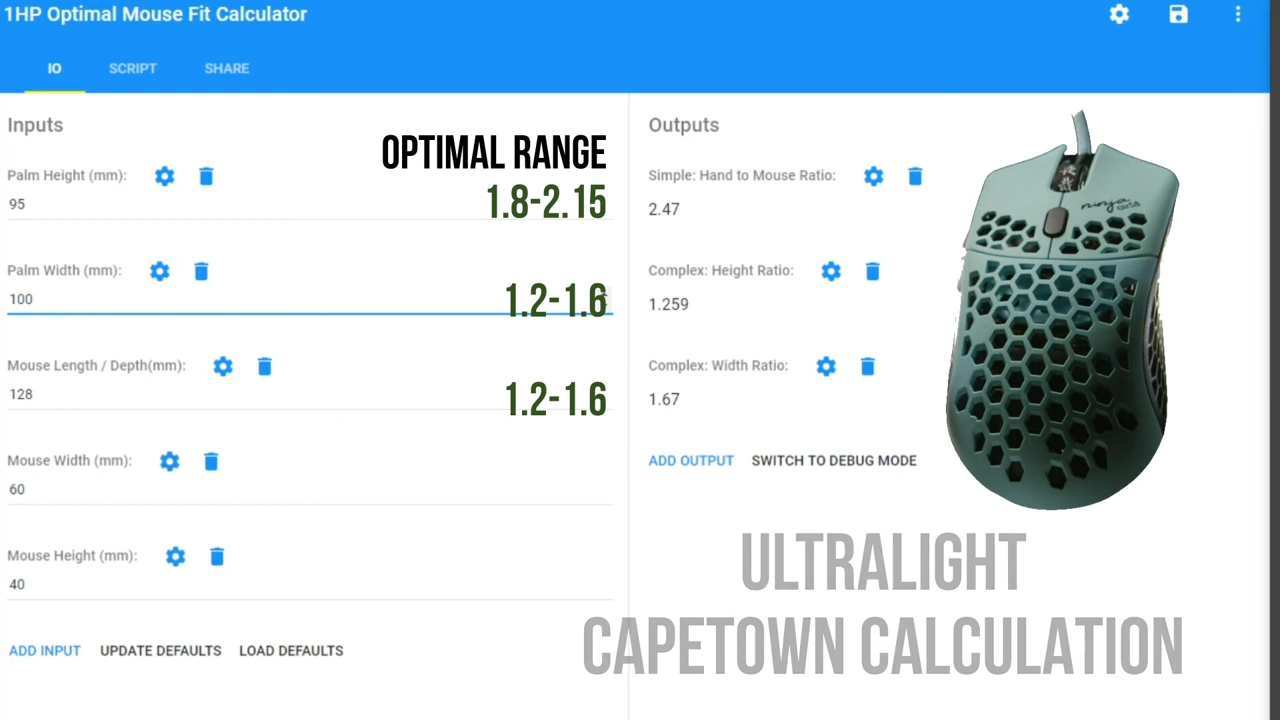 1HP Optimal Mouse Fit Calculator
IO
SCRIPT
SHARE
Inputs
OPTIMAL RANGE
Palm Height (mm):
95
1.8-2.15
Palm Width (mm):
100
1.2-1.6
Mouse Length / Depth(mm):
128
1.2-1.6
Mouse Width (mm):
60
Mouse Height (mm):
40
ADD INPUT
UPDATE DEFAULTS
LOAD DEFAULTS
Outputs
Simple: Hand to Mouse Ratio:
2.47
Complex: Height Ratio:
1.259
Complex: Width Ratio:
1.67
ADD OUTPUT
SWITCH TO DEBUG MODE
ninja
ULTRALIGHT
CAPETOWN CALCULATION